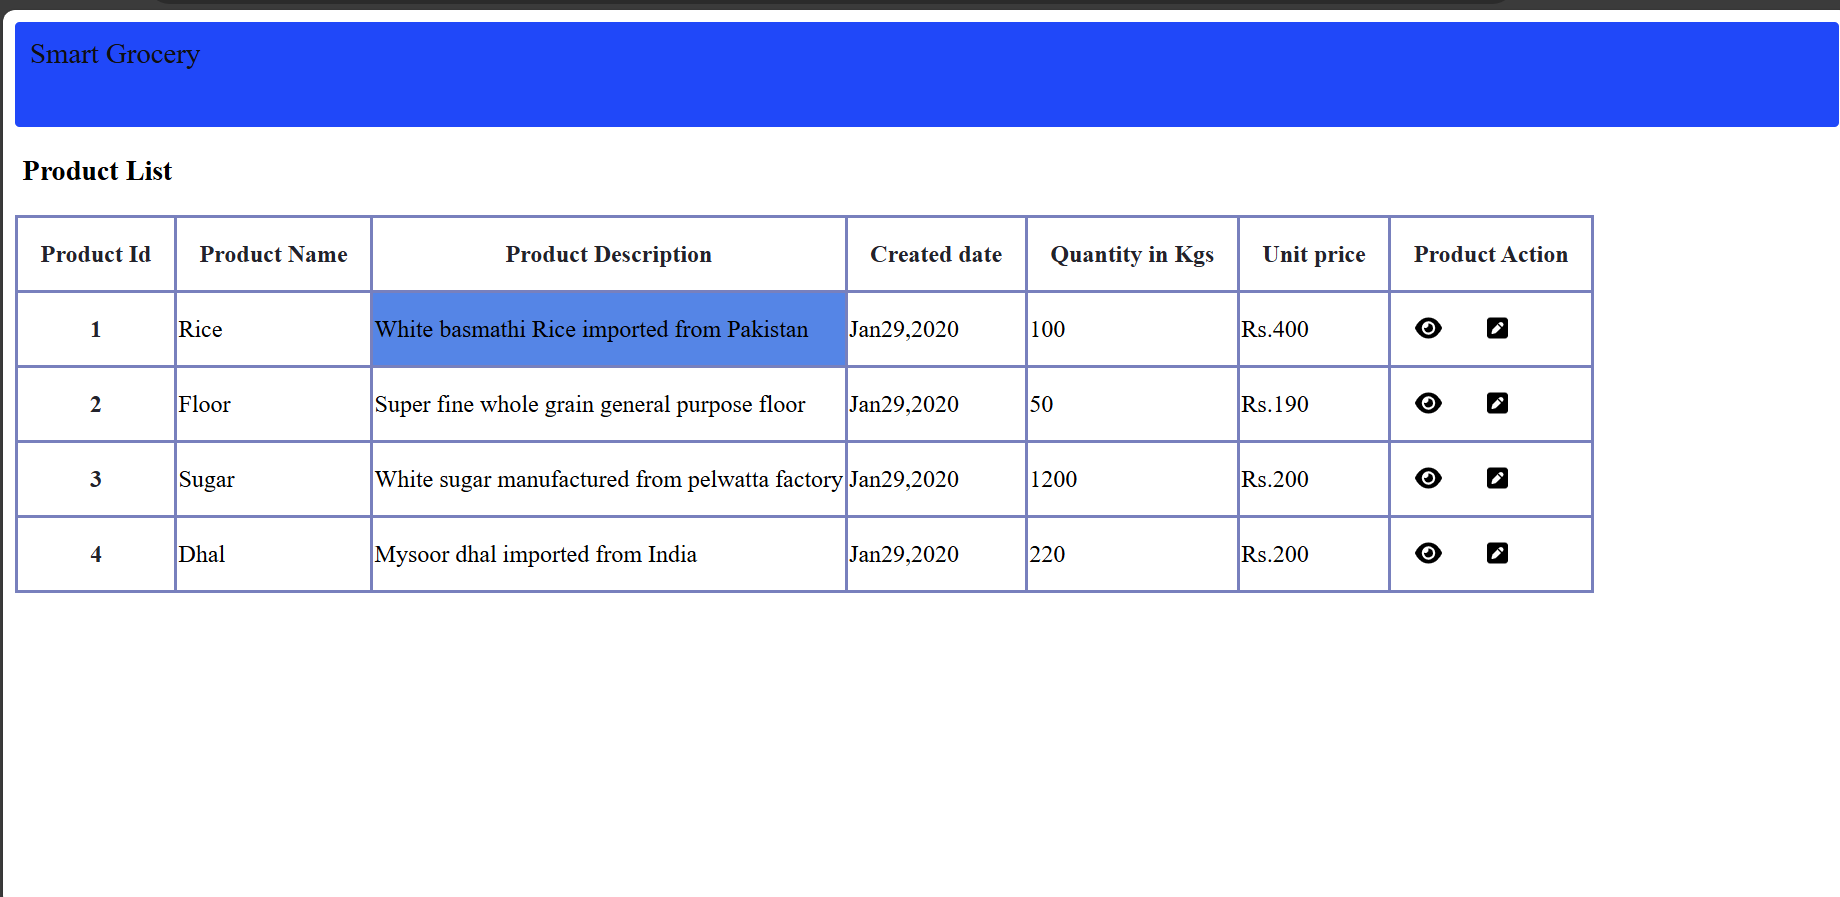 Smart Grocery
Product List
Product Id Product Name Product Description Created date Quantity in Kgs Unit price Product Action
1 Rice White basmathi Rice imported from Pakistan Jan29,2020 100 Rs.400
2 Floor Super fine whole grain general purpose floor Jan29,2020 50 Rs.190
3 Sugar White sugar manufactured from pelwatta factory Jan29,2020 1200 Rs.200
4 Dhal Mysoor dhal imported from India Jan29,2020 220 Rs.200